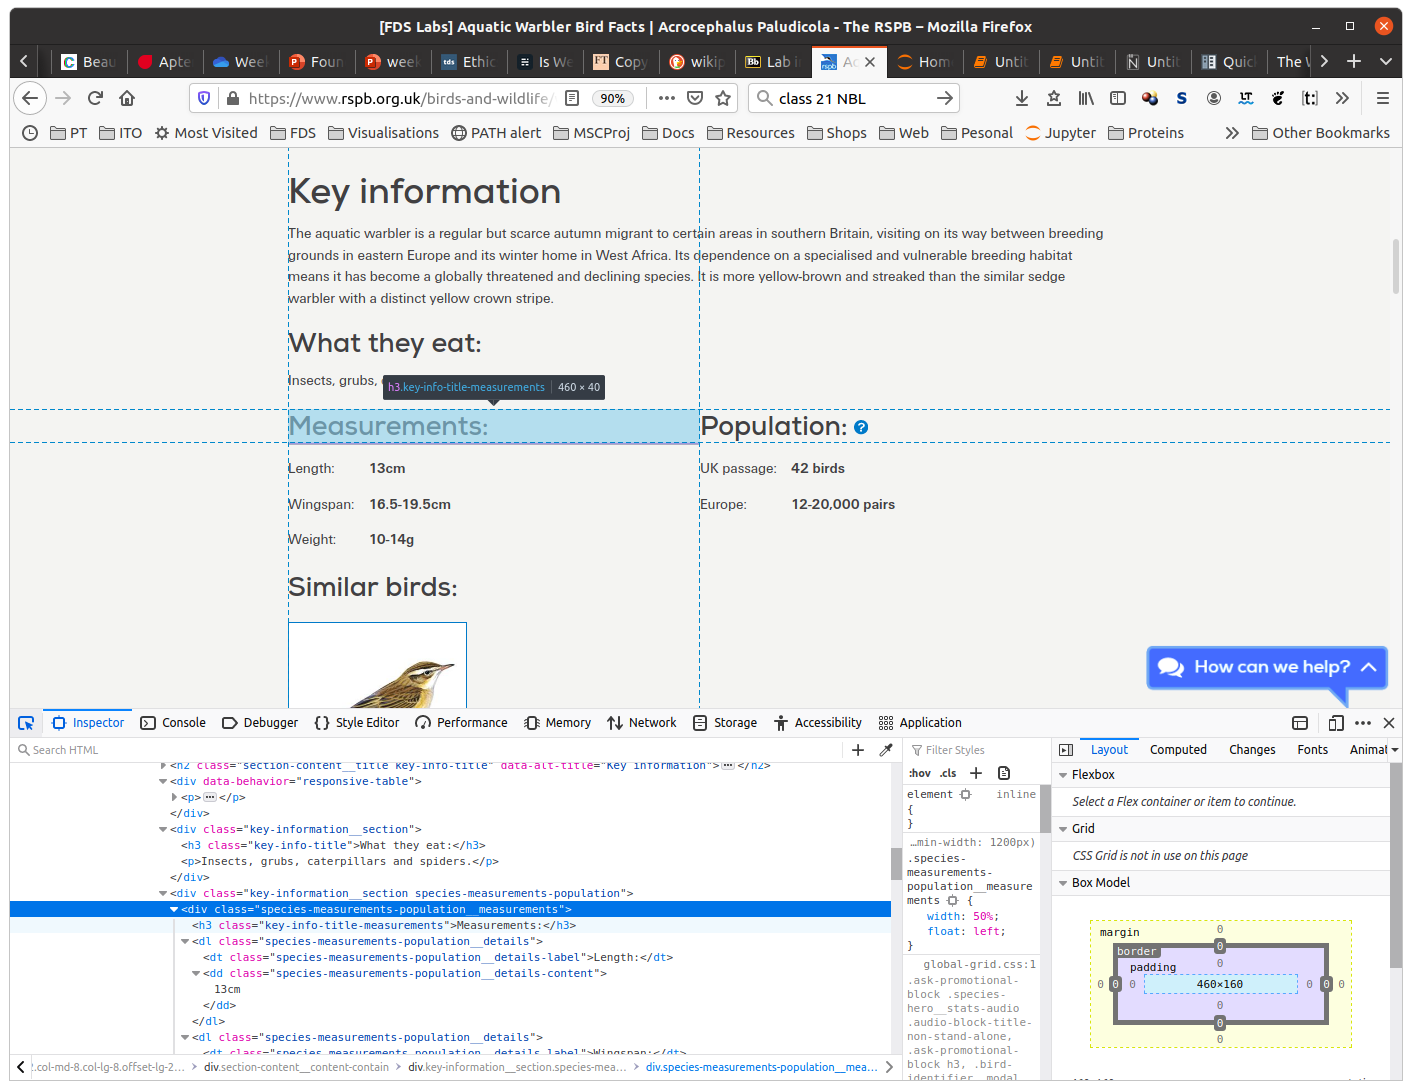 [FDS Labs] Aquatic Warbler Bird Facts | Acrocephalus Paludicola - The RSPB – Mozilla Firefox
Beau Apte Week Foun week Ethic Is We FT Copy wikip Bb Lab i rspb Ac Hom Untit Untit Untit Quic The W
https://www.rspb.org.uk/birds-and-wildlife/ 90% class 21 NBL
PT ITO Most Visited FDS Visualisations PATH alert MSCProj Docs Resources Shops Web Pesonal Jupyter Proteins Other Bookmarks
Key information
The aquatic warbler is a regular but scarce autumn migrant to certain areas in southern Britain, visiting on its way between breeding
grounds in eastern Europe and its winter home in West Africa. Its dependence on a specialised and vulnerable breeding habitat
means it has become a globally threatened and declining species. It is more yellow-brown and streaked than the similar sedge
warbler with a distinct yellow crown stripe.
What they eat:
Insects, grubs,
h3.key-info-title-measurements 460 × 40
Measurements: Population: ?
Length: 13cm UK passage: 42 birds
Wingspan: 16.5-19.5cm Europe: 12-20,000 pairs
Weight: 10-14g
Similar birds:
How can we help?
Inspector Console Debugger Style Editor Performance Memory Network Storage Accessibility Application
Search HTML
<h2 class="section-content__title key-info-title" data-alt-title="Key information"></h2>
<div data-behavior="responsive-table">
<p></p>
</div>
<div class="key-information__section">
<h3 class="key-info-title">What they eat:</h3>
<p>Insects, grubs, caterpillars and spiders.</p>
</div>
<div class="key-information__section species-measurements-population">
<div class="species-measurements-population__measurements">
<h3 class="key-info-title-measurements">Measurements:</h3>
<dl class="species-measurements-population__details">
<dt class="species-measurements-population__details-label">Length:</dt>
<dd class="species-measurements-population__details-content">
13cm
</dd>
</dl>
<dl class="species-measurements-population__details">
<dt class="species-measurements-population__details-label">Wingspan:</dt>
2.col-md-8.col-lg-8.offset-lg-2… div.section-content__content-contain div.key-information__section.species-mea… div.species-measurements-population__mea…
Filter Styles
:hov .cls
element inline
{
}
…min-width: 1200px)
.species-
measurements-
population__measure
ments {
width: 50%;
float: left;
}
global-grid.css:1
.ask-promotional-
block .species-
hero__stats-audio
.audio-block-title-
non-stand-alone,
.ask-promotional-
block h3, .bird-
identifier__modal
Layout Computed Changes Fonts Animat
Flexbox
Select a Flex container or item to continue.
Grid
CSS Grid is not in use on this page
Box Model
margin 0
border 0
padding 0
0 0 0 460×160 0 0 0
0
0
0